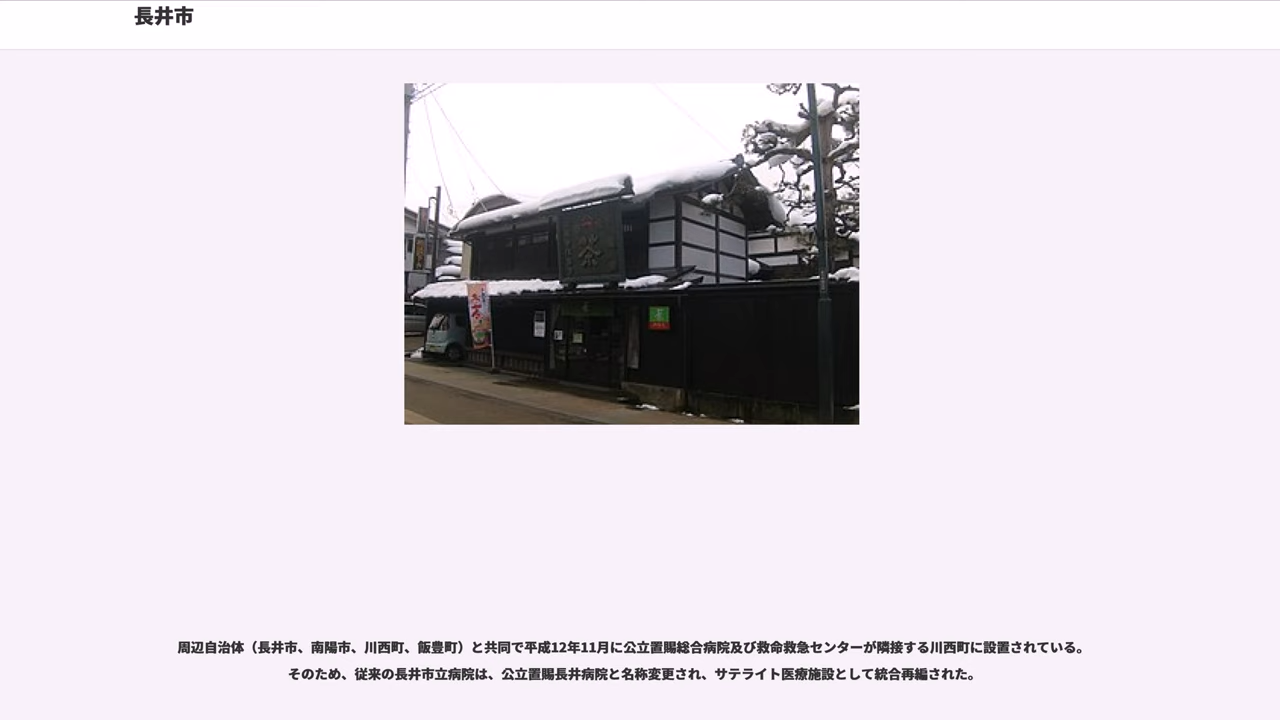 長井市
茶
周辺自治体（長井市、南陽市、川西町、飯豊町）と共同で平成12年11月に公立置賜総合病院及び救命救急センターが隣接する川西町に設置されている。
そのため、従来の長井市立病院は、公立置賜長井病院と名称変更され、サテライト医療施設として統合再編された。